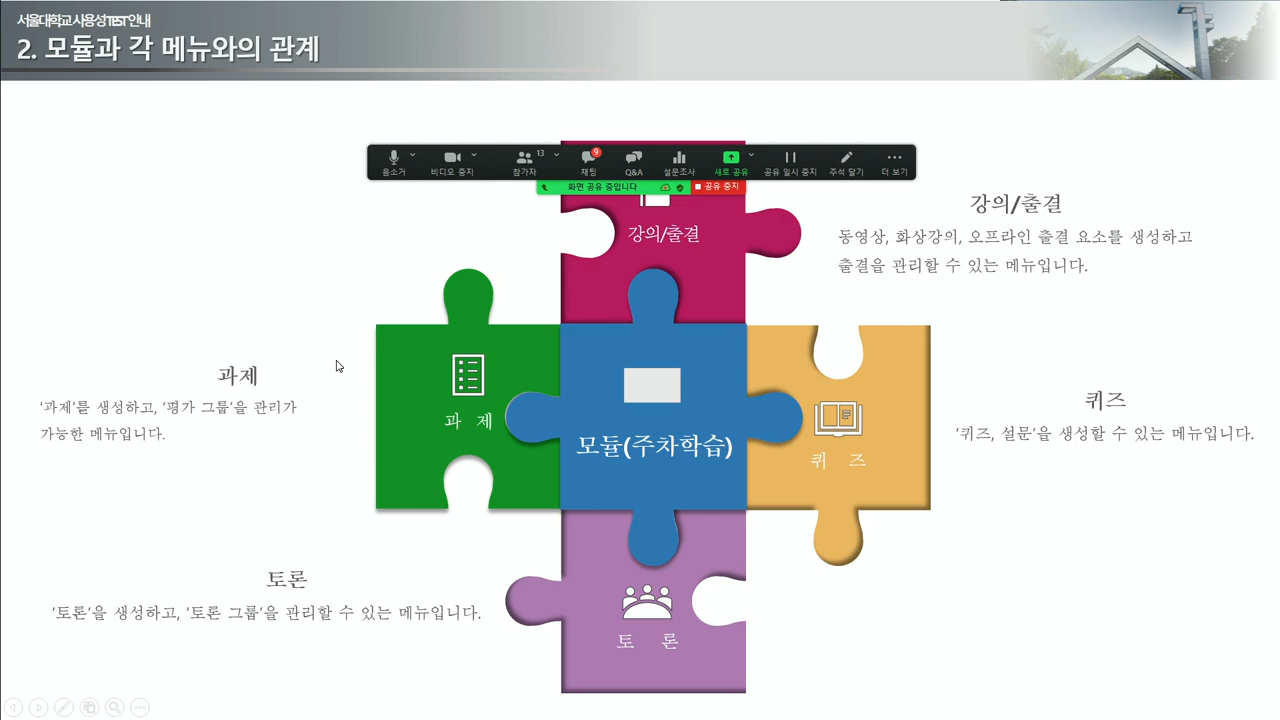 서울대학교 사용성 TEST 안내
2. 모듈과 각 메뉴와의 관계
음소거
비디오 중지
13
참가자
9
채팅
Q&A
설문조사
새로 공유
공유 일시 중지
주석 달기
더 보기
화면 공유 중입니다
공유 중지
강의/출결
강의/출결
동영상, 화상강의, 오프라인 출결 요소를 생성하고
출결을 관리할 수 있는 메뉴입니다.
과제
'과제'를 생성하고, '평가 그룹'을 관리가
가능한 메뉴입니다.
과 제
모듈(주차학습)
퀴 즈
퀴즈
'퀴즈, 설문'을 생성할 수 있는 메뉴입니다.
토론
'토론'을 생성하고, '토론 그룹'을 관리할 수 있는 메뉴입니다.
토 론